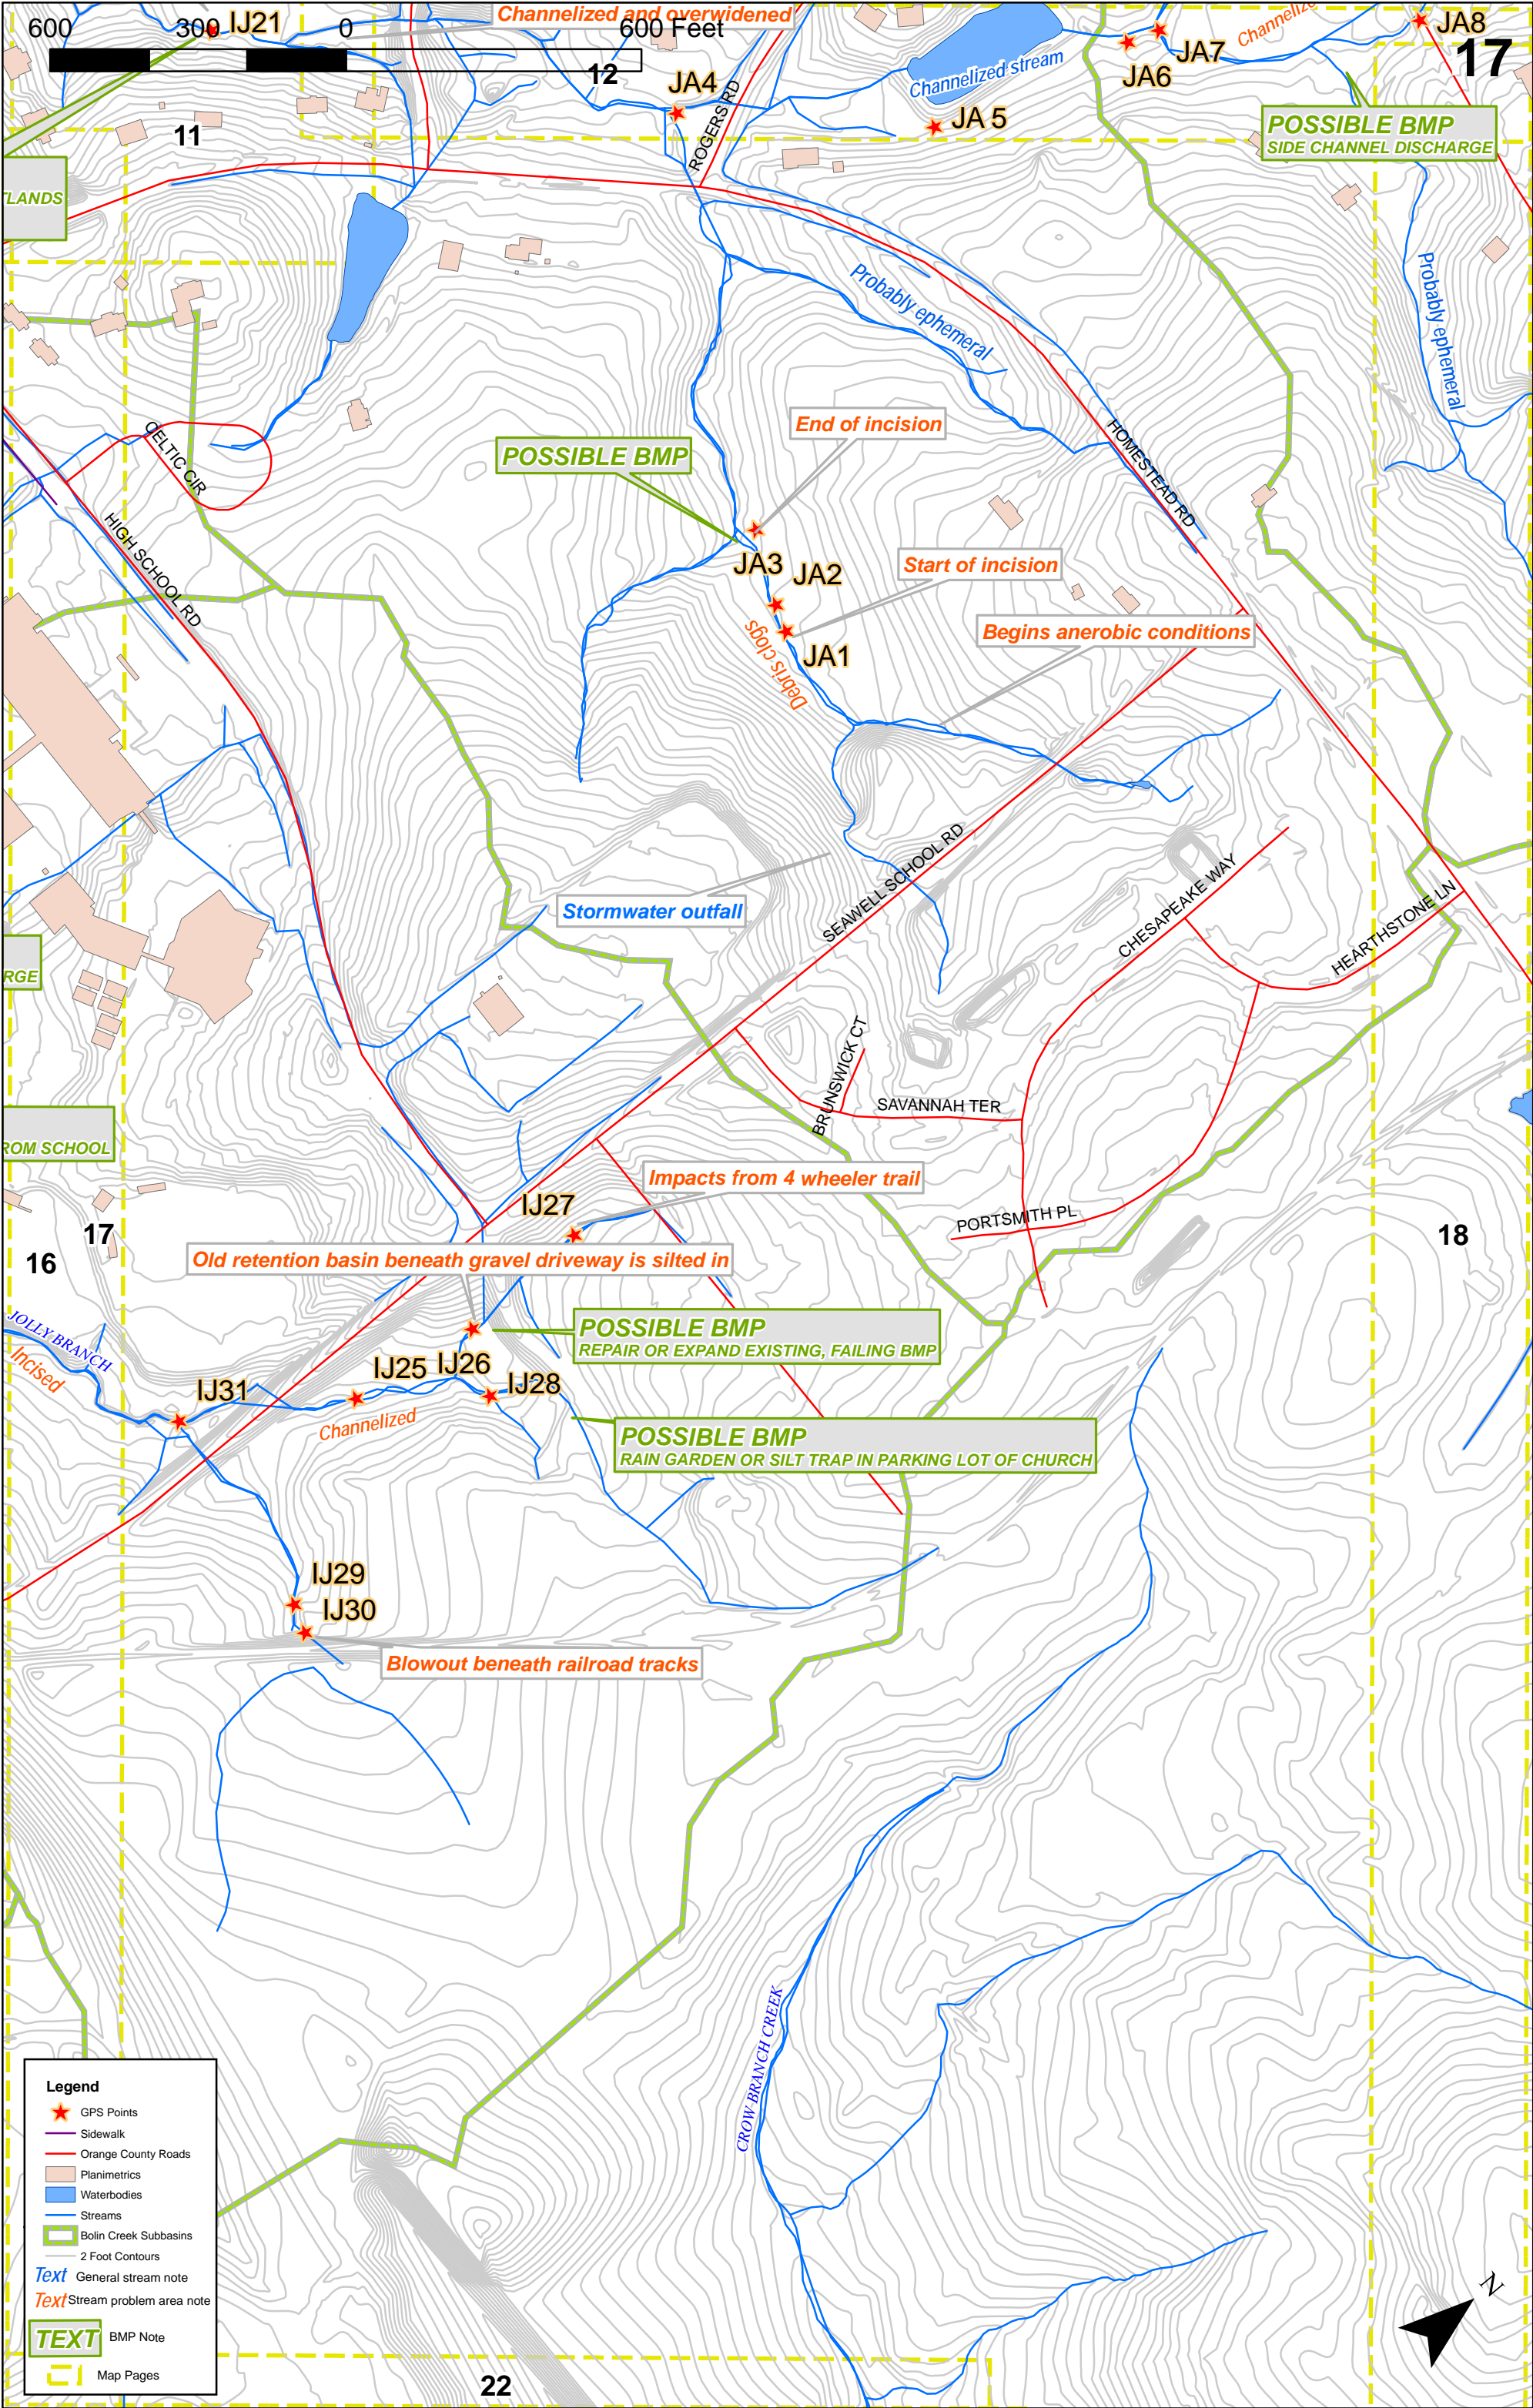 600
300
0
600 Feet
IJ21
Channelized and overwidened
JA4
12
ROGERS RD
Channelized stream
JA 5
JA6
JA7
JA8
17
11
POSSIBLE BMP
SIDE CHANNEL DISCHARGE
Probably ephemeral
Probably ephemeral
End of incision
POSSIBLE BMP
CELTIC CIR
HOMESTEAD RD
HIGH SCHOOL RD
JA3
Start of incision
JA2
Begins anerobic conditions
JA1
Debris clogs
SEAWELL SCHOOL RD
CHESAPEAKE WAY
HEARTHSTONE LN
Stormwater outfall
BRUNSWICK CT
SAVANNAH TER
ROM SCHOOL
Impacts from 4 wheeler trail
IJ27
PORTSMITH PL
17
16
18
Old retention basin beneath gravel driveway is silted in
JOLLY BRANCH
Incised
POSSIBLE BMP
REPAIR OR EXPAND EXISTING, FAILING BMP
IJ25
IJ26
IJ28
IJ31
Channelized
POSSIBLE BMP
RAIN GARDEN OR SILT TRAP IN PARKING LOT OF CHURCH
IJ29
IJ30
Blowout beneath railroad tracks
CROW BRANCH CREEK
Legend
GPS Points
Sidewalk
Orange County Roads
Planimetrics
Waterbodies
Streams
Bolin Creek Subbasins
2 Foot Contours
Text General stream note
Text Stream problem area note
TEXT BMP Note
Map Pages
22
N